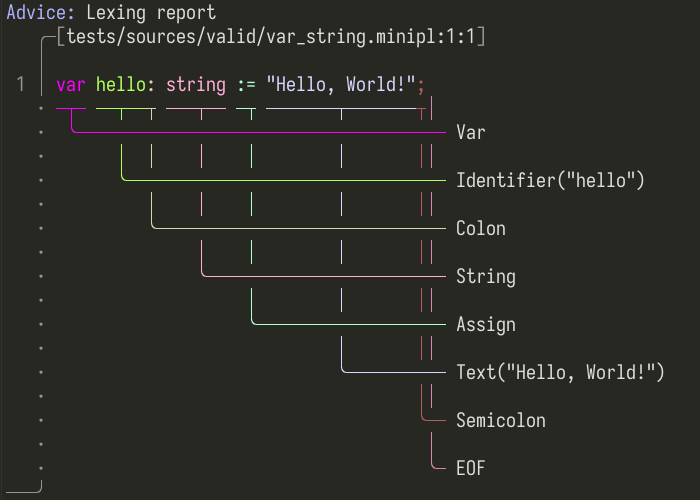 Advice: Lexing report
[tests/sources/valid/var_string.minipl:1:1]
1 var hello: string := "Hello, World!";
Var
Identifier("hello")
Colon
String
Assign
Text("Hello, World!")
Semicolon
EOF